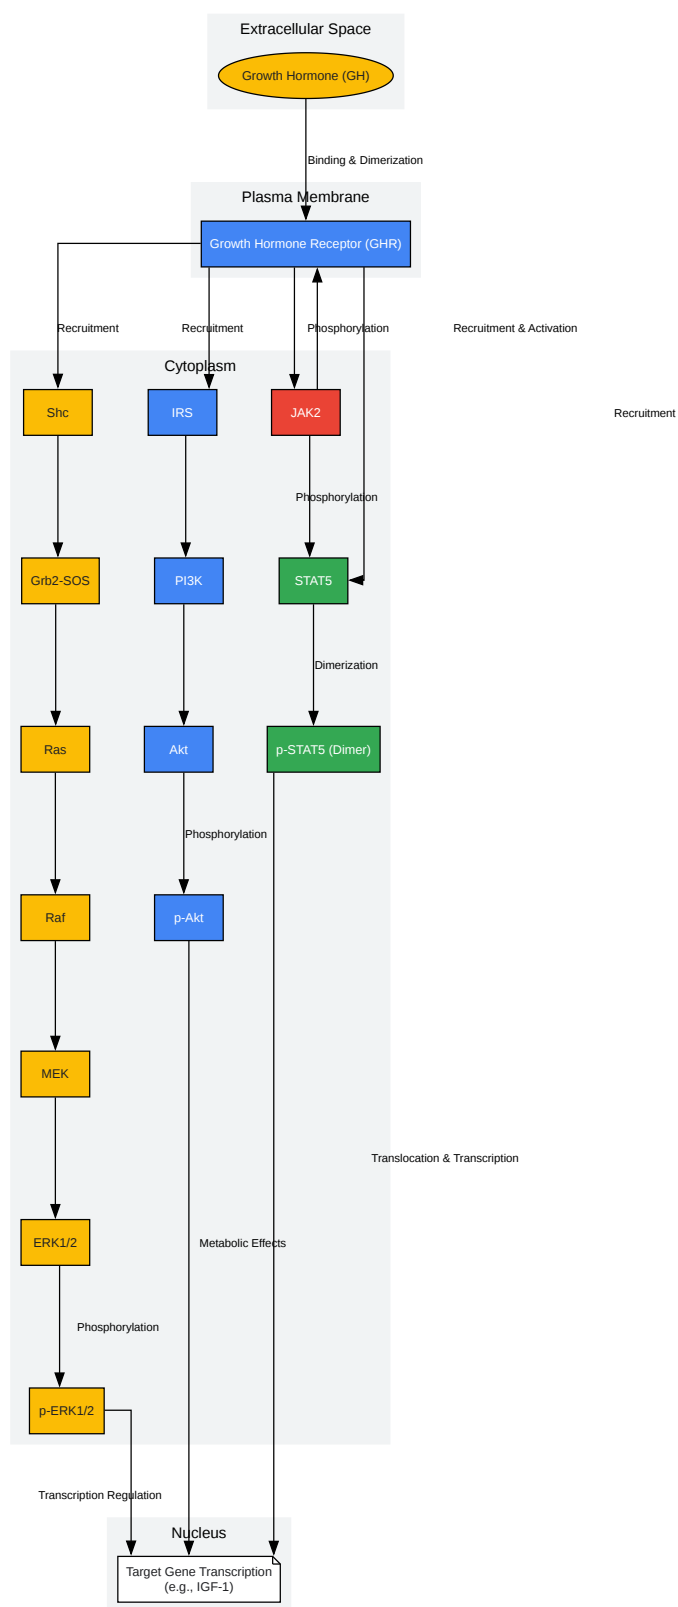 Extracellular Space
Growth Hormone (GH)
Binding & Dimerization
Plasma Membrane
Growth Hormone Receptor (GHR)
Recruitment
Recruitment
Phosphorylation
Recruitment & Activation
Cytoplasm
Shc
IRS
JAK2
Recruitment
Phosphorylation
Grb2-SOS
PI3K
STAT5
Dimerization
Ras
Akt
p-STAT5 (Dimer)
Phosphorylation
Raf
p-Akt
MEK
Translocation & Transcription
ERK1/2
Metabolic Effects
Phosphorylation
p-ERK1/2
Transcription Regulation
Nucleus
Target Gene Transcription
(e.g., IGF-1)